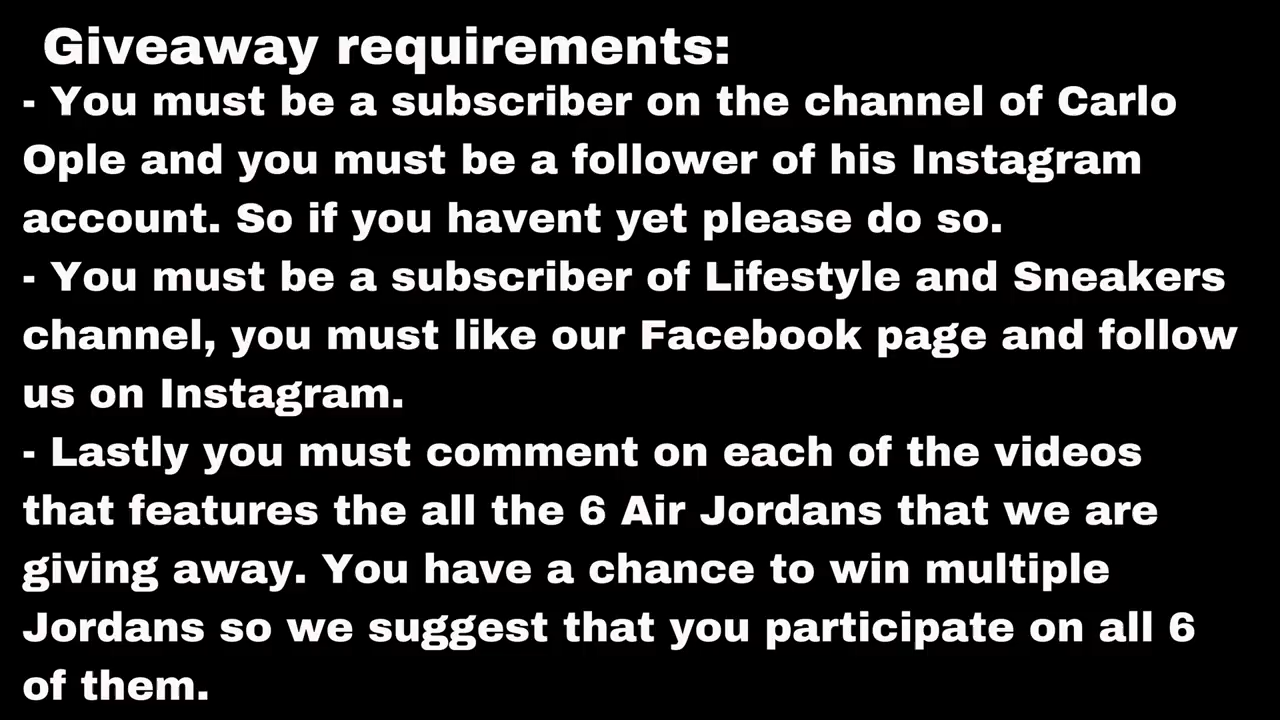 Giveaway requirements:
- You must be a subscriber on the channel of Carlo
Ople and you must be a follower of his Instagram
account. So if you havent yet please do so.
- You must be a subscriber of Lifestyle and Sneakers
channel, you must like our Facebook page and follow
us on Instagram.
- Lastly you must comment on each of the videos
that features the all the 6 Air Jordans that we are
giving away. You have a chance to win multiple
Jordans so we suggest that you participate on all 6
of them.